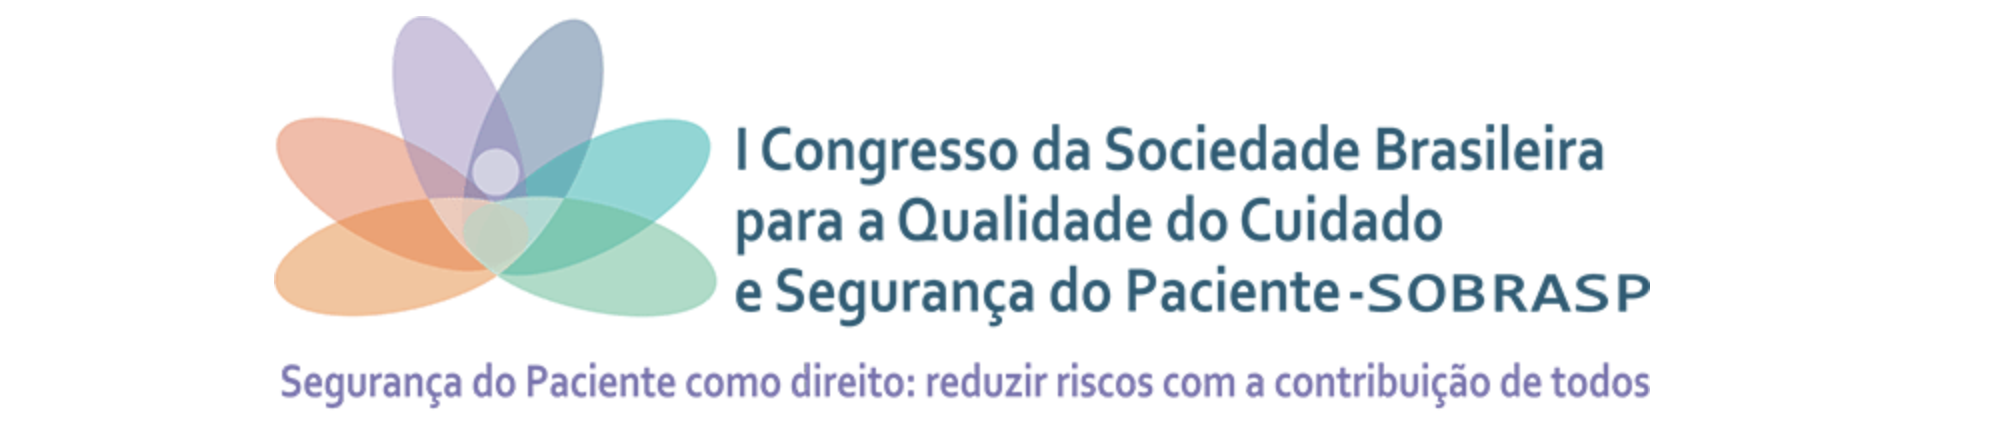 I Congresso da Sociedade Brasileira
para a Qualidade do Cuidado
e Segurança do Paciente -SOBRASP
Segurança do Paciente como direito: reduzir riscos com a contribuição de todos